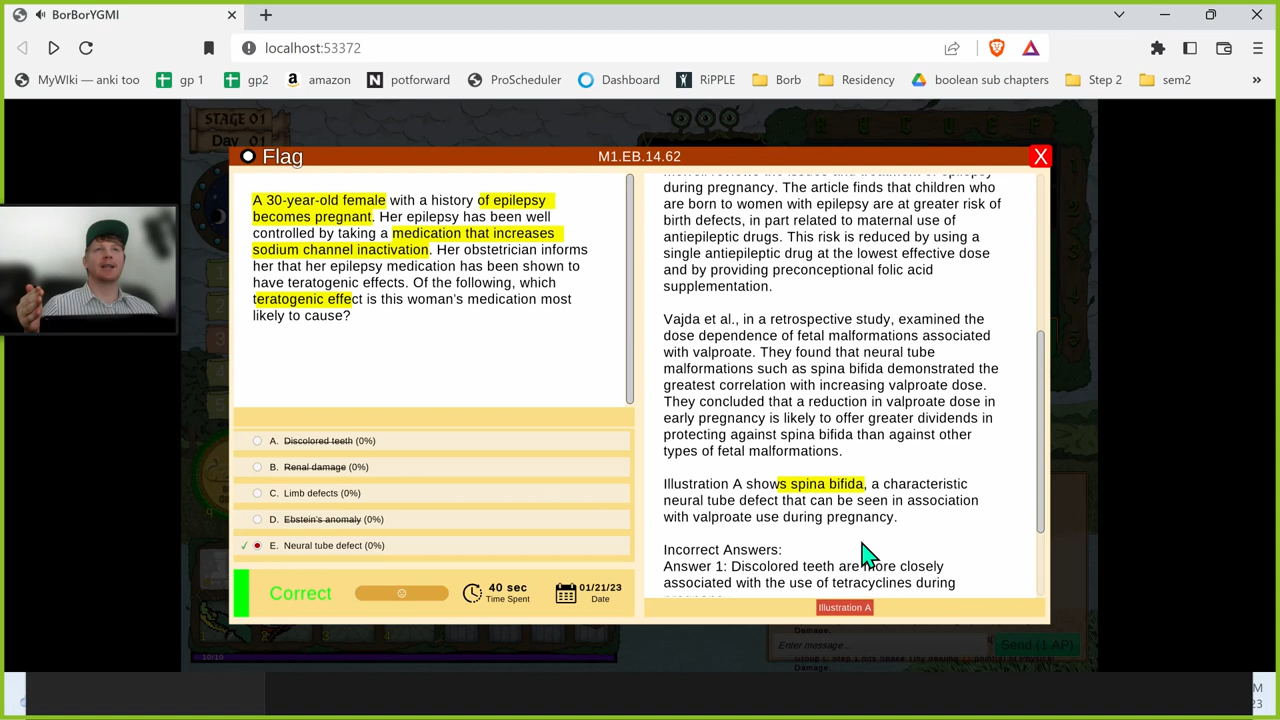 BorBorYGMI
localhost:53372
MyWIki — anki too
gp 1
gp2
amazon
potforward
ProScheduler
Dashboard
RiPPLE
Borb
Residency
boolean sub chapters
Step 2
sem2
STAGE 01
Day 01
Flag
M1.EB.14.62
X
A 30-year-old female with a history of epilepsy
becomes pregnant. Her epilepsy has been well
controlled by taking a medication that increases
sodium channel inactivation. Her obstetrician informs
her that her epilepsy medication has been shown to
have teratogenic effects. Of the following, which
teratogenic effect is this woman's medication most
likely to cause?
A. Discolored teeth (0%)
B. Renal damage (0%)
C. Limb defects (0%)
D. Ebstein's anomaly (0%)
E. Neural tube defect (0%)
Correct
40 sec
Time Spent
01/21/23
Date
during pregnancy. The article finds that children who
are born to women with epilepsy are at greater risk of
birth defects, in part related to maternal use of
antiepileptic drugs. This risk is reduced by using a
single antiepileptic drug at the lowest effective dose
and by providing preconceptional folic acid
supplementation.
Vajda et al., in a retrospective study, examined the
dose dependence of fetal malformations associated
with valproate. They found that neural tube
malformations such as spina bifida demonstrated the
greatest correlation with increasing valproate dose.
They concluded that a reduction in valproate dose in
early pregnancy is likely to offer greater dividends in
protecting against spina bifida than against other
types of fetal malformations.
Illustration A shows spina bifida, a characteristic
neural tube defect that can be seen in association
with valproate use during pregnancy.
Incorrect Answers:
Answer 1: Discolored teeth are more closely
associated with the use of tetracyclines during
Illustration A
Enter message...
Send (1 AP)
Damage.
10/10
M
23